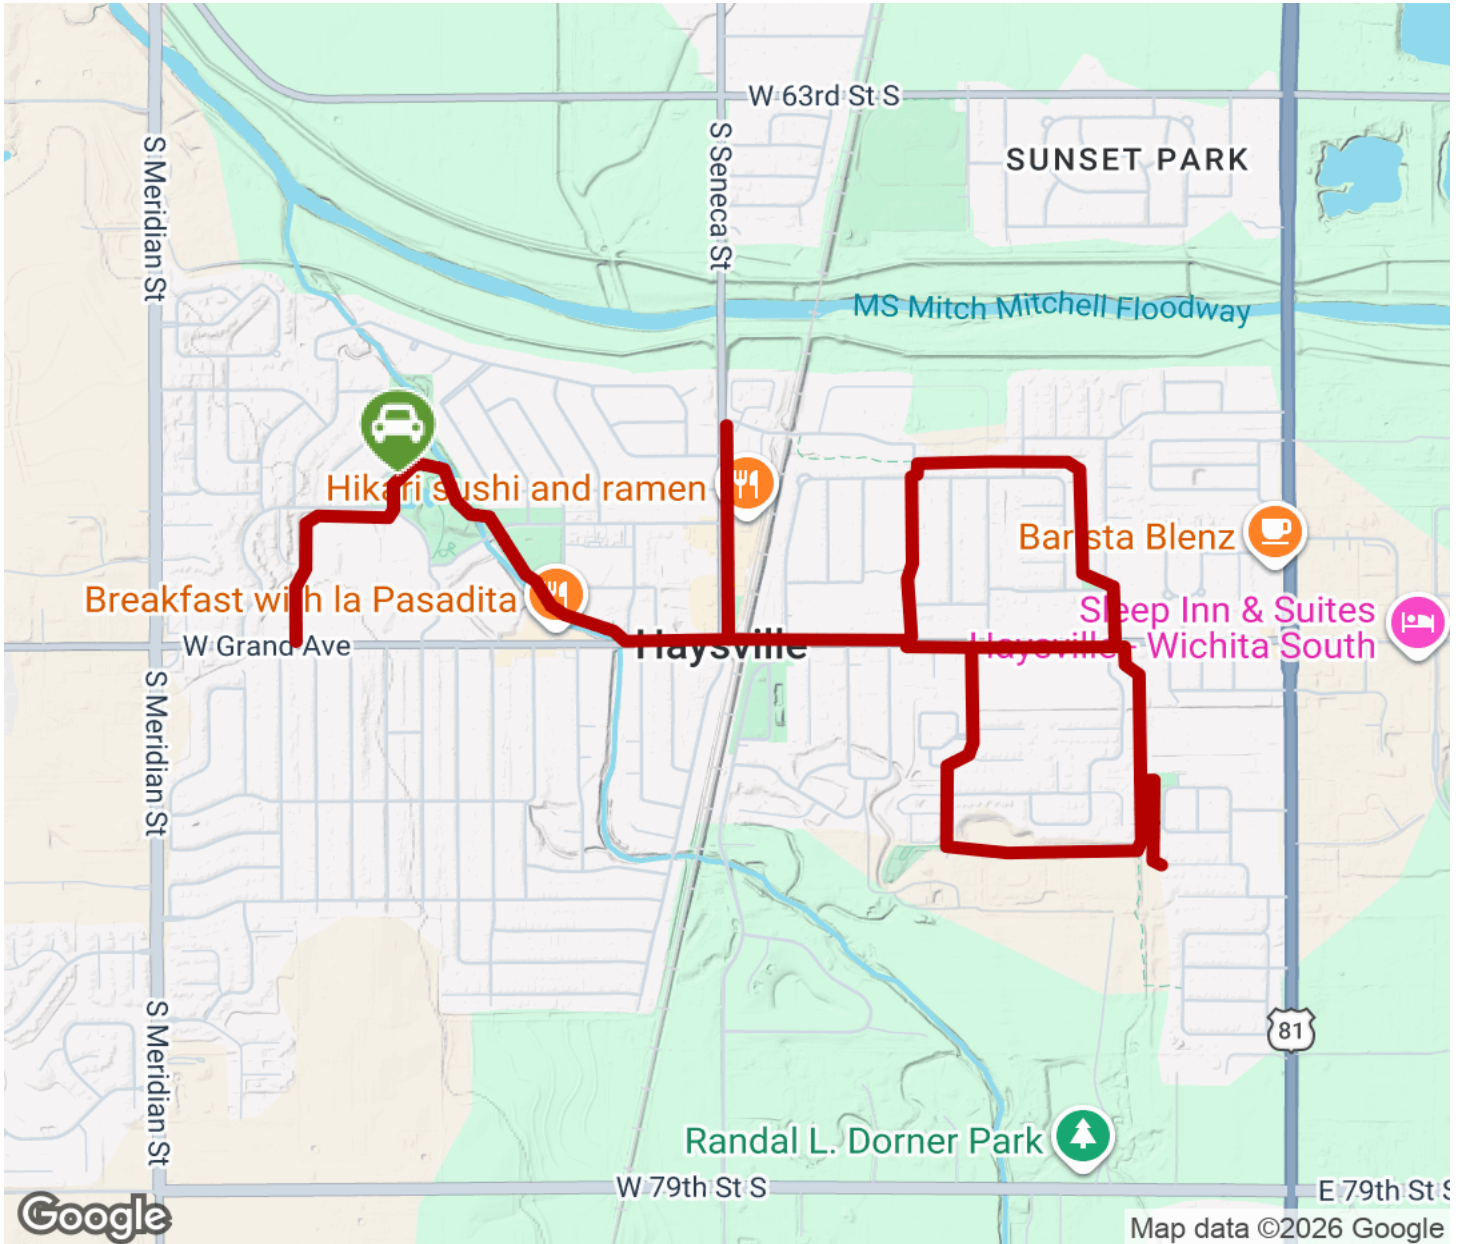 W 63rd St S
SUNSET PARK
S Meridian St
S Seneca St
MS Mitch Mitchell Floodway
Hikari sushi and ramen
Barista Blenz
Breakfast with la Pasadita
Sleep Inn & Suites
Haysville - Wichita South
W Grand Ave
Haysville
S Meridian St
81
S Meridian St
Randal L. Dorner Park
W 79th St S
E 79th St S
Google
Map data ©2026 Google